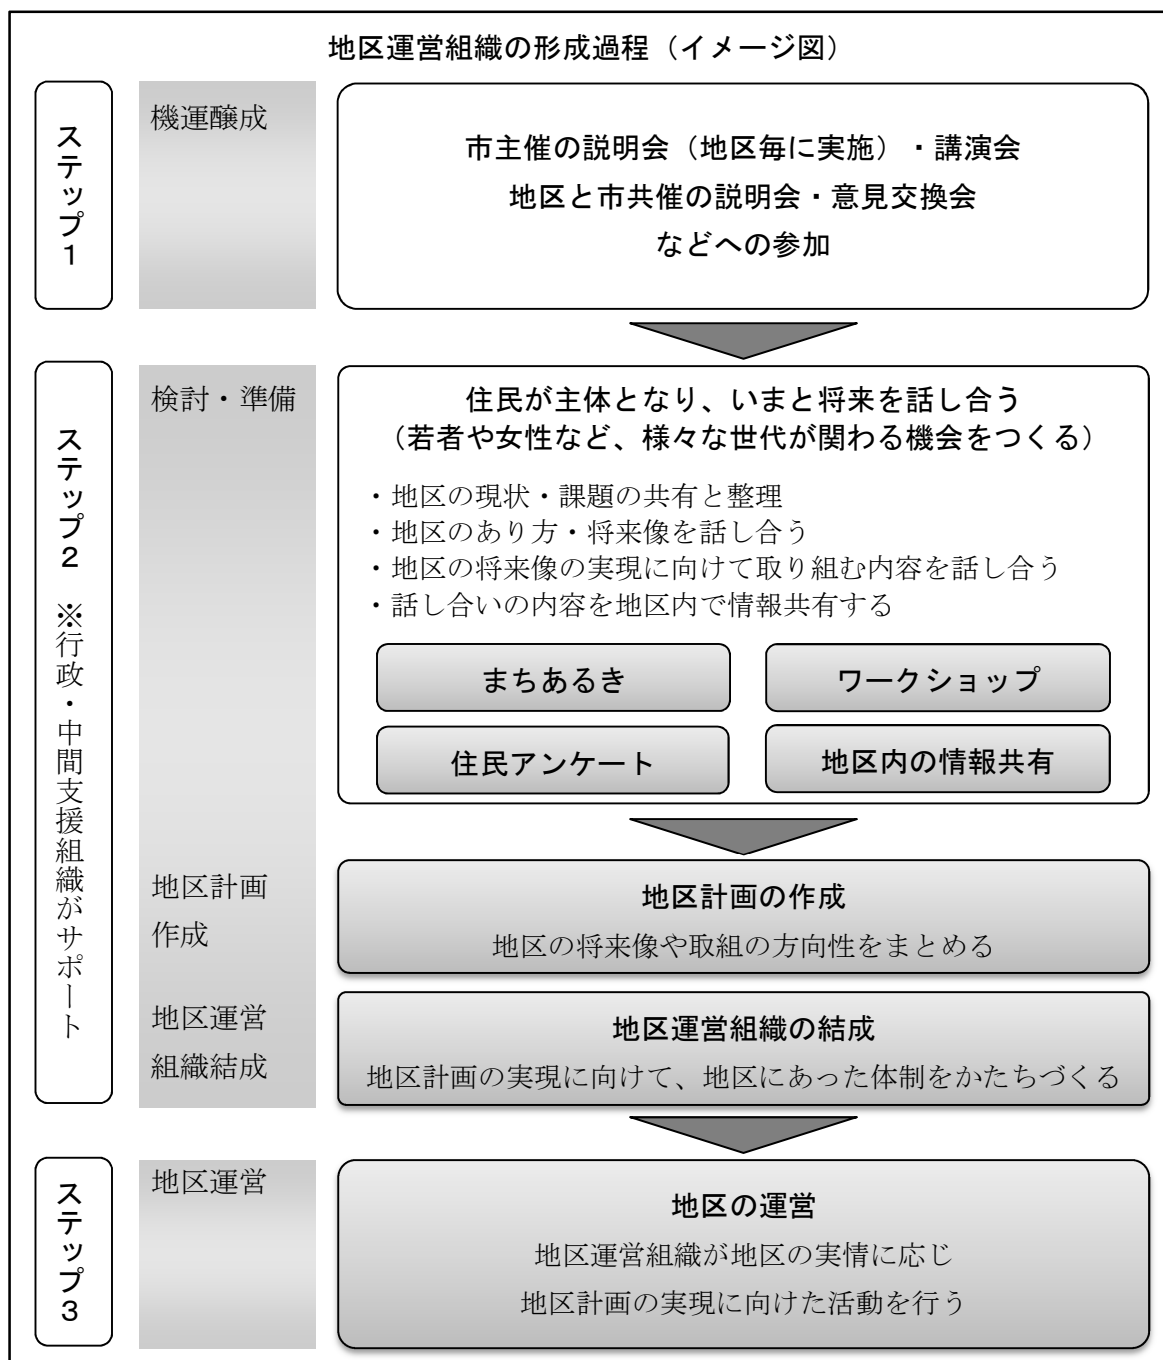 地区運営組織の形成過程（イメージ図）
ステップ1
機運醸成
市主催の説明会（地区毎に実施）・講演会
地区と市共催の説明会・意見交換会
などへの参加
ステップ2 ※行政・中間支援組織がサポート
検討・準備
住民が主体となり、いまと将来を話し合う
（若者や女性など、様々な世代が関わる機会をつくる）
・地区の現状・課題の共有と整理
・地区のあり方・将来像を話し合う
・地区の将来像の実現に向けて取り組む内容を話し合う
・話し合いの内容を地区内で情報共有する
まちあるき
ワークショップ
住民アンケート
地区内の情報共有
地区計画
作成
地区計画の作成
地区の将来像や取組の方向性をまとめる
地区運営
組織結成
地区運営組織の結成
地区計画の実現に向けて、地区にあった体制をかたちづくる
ステップ3
地区運営
地区の運営
地区運営組織が地区の実情に応じ
地区計画の実現に向けた活動を行う